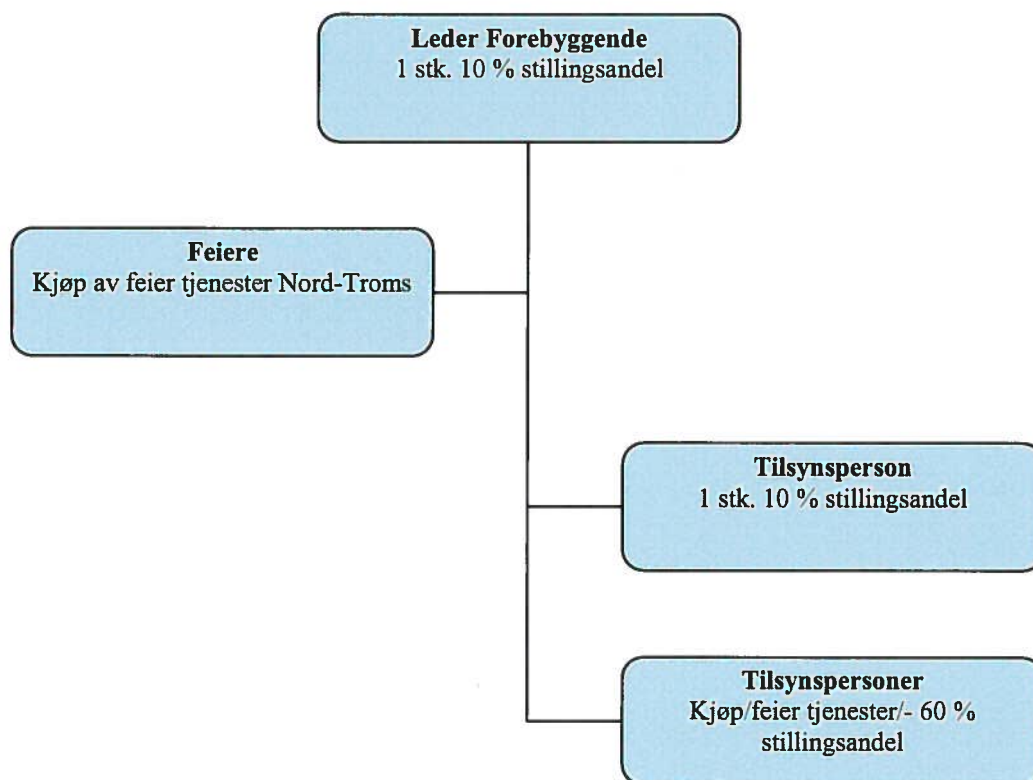 Leder Forebyggende
1 stk. 10 % stillingsandel
Feiere
Kjøp av feier tjenester Nord-Troms
Tilsynsperson
1 stk. 10 % stillingsandel
Tilsynspersoner
Kjøp/feier tjenester/- 60 %
stillingsandel